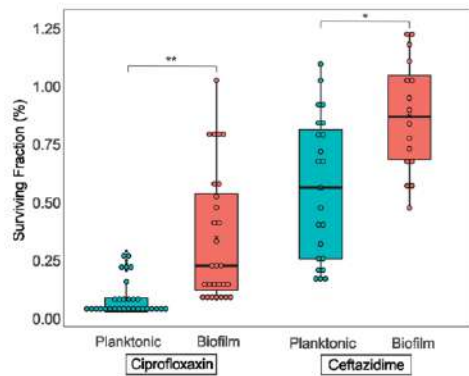 Surviving Fraction (%)
1.25
1.00
0.75
0.50
0.25
0.00
**
*
Planktonic Biofilm Planktonic Biofilm
Ciprofloxaxin Ceftazidime